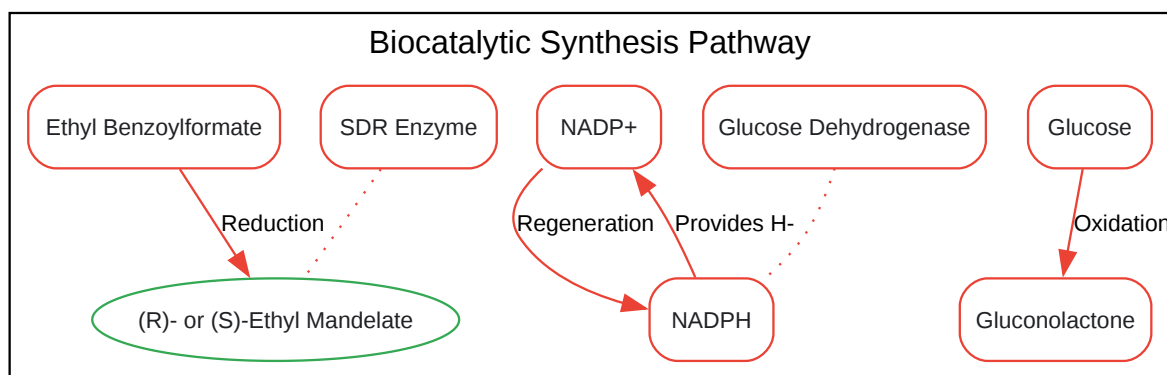 Biocatalytic Synthesis Pathway
Ethyl Benzoylformate
SDR Enzyme
NADP+
Glucose Dehydrogenase
Glucose
Reduction
Regeneration
Provides H-
Oxidation
(R)- or (S)-Ethyl Mandelate
NADPH
Gluconolactone